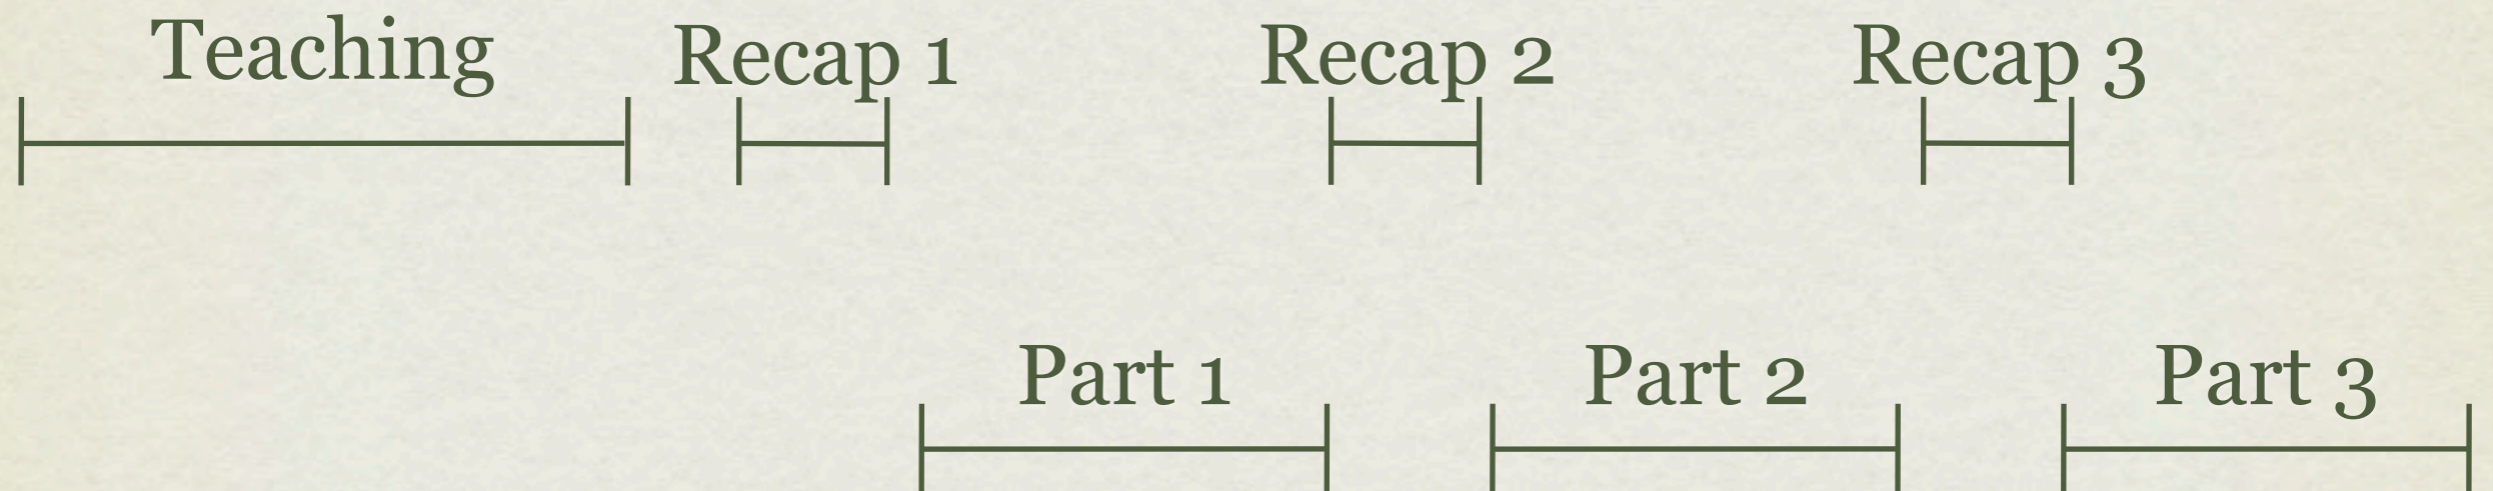 Teaching Recap 1 Recap 2 Recap 3
Part 1 Part 2 Part 3